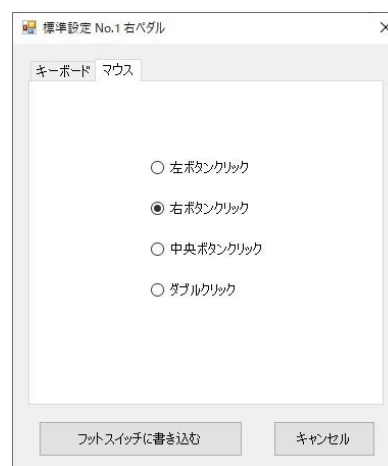 標準設定 No.1 右ペダル
キーボード マウス
左ボタンクリック
右ボタンクリック
中央ボタンクリック
ダブルクリック
フットスイッチに書き込む キャンセル